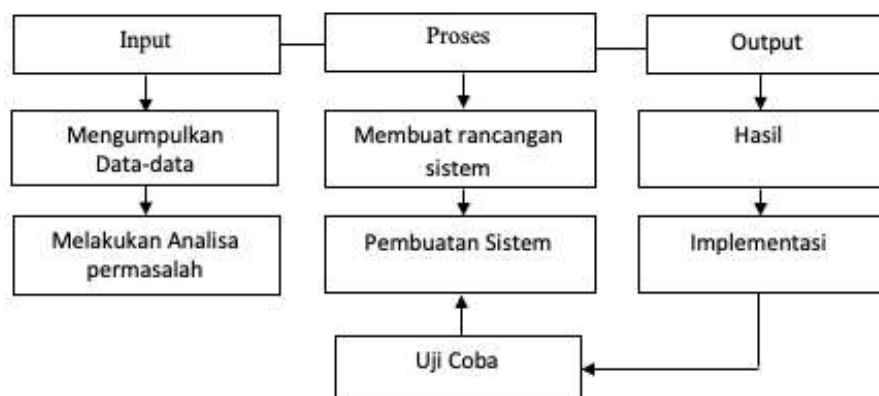 Input
Proses
Output
Mengumpulkan
Data-data
Membuat rancangan
sistem
Hasil
Melakukan Analisa
permasalah
Pembuatan Sistem
Implementasi
Uji Coba